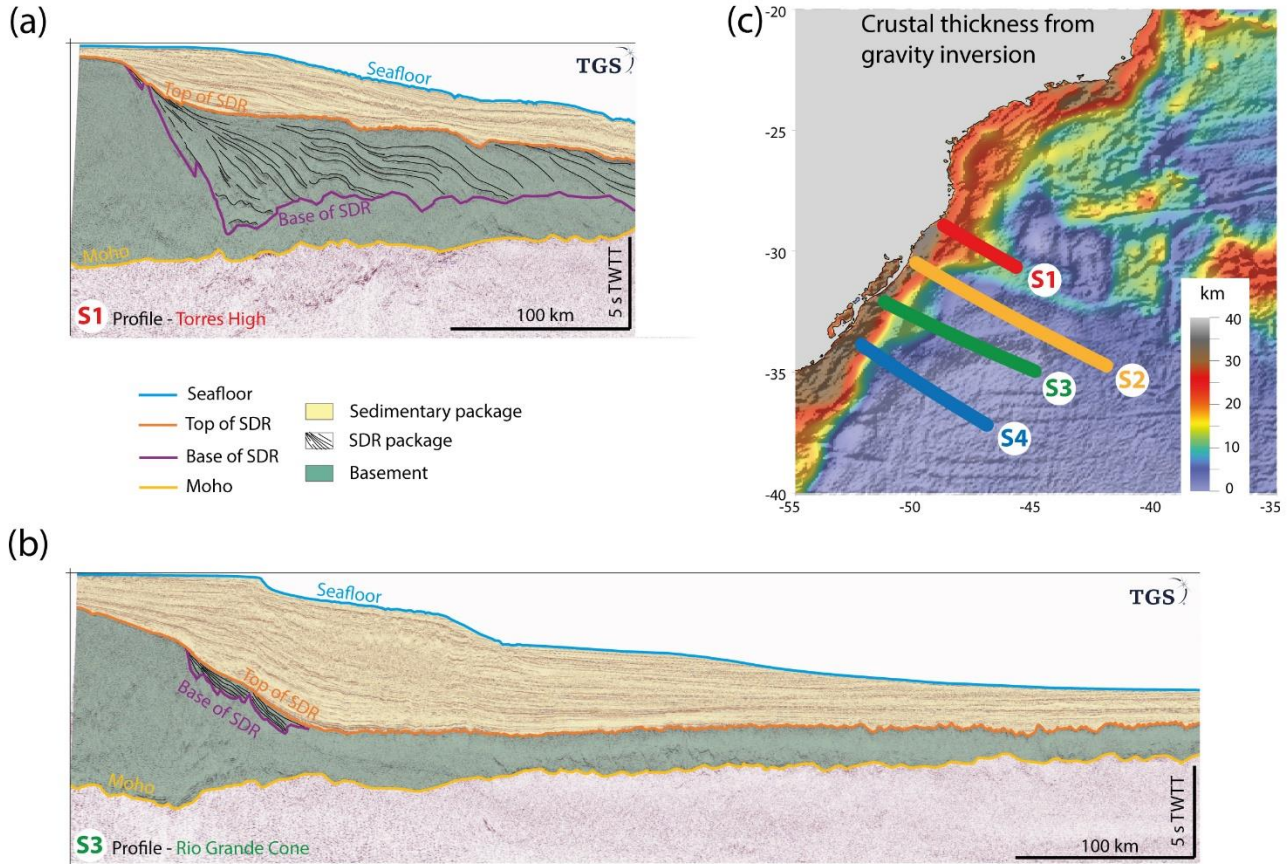 (a)
TGS
Seafloor
Top of SDR
Base of SDR
Moho
S1 Profile - Torres High
100 km
5 s TWTT
Seafloor
Top of SDR
Base of SDR
Moho
Sedimentary package
SDR package
Basement
(c)
Crustal thickness from
gravity inversion
-20
-25
-30
-35
-40
-55
-50
-45
-40
-35
S1
S2
S3
S4
km
40
30
20
10
0
(b)
TGS
Seafloor
Top of SDR
Base of SDR
Moho
S3 Profile - Rio Grande Cone
100 km
5 s TWTT